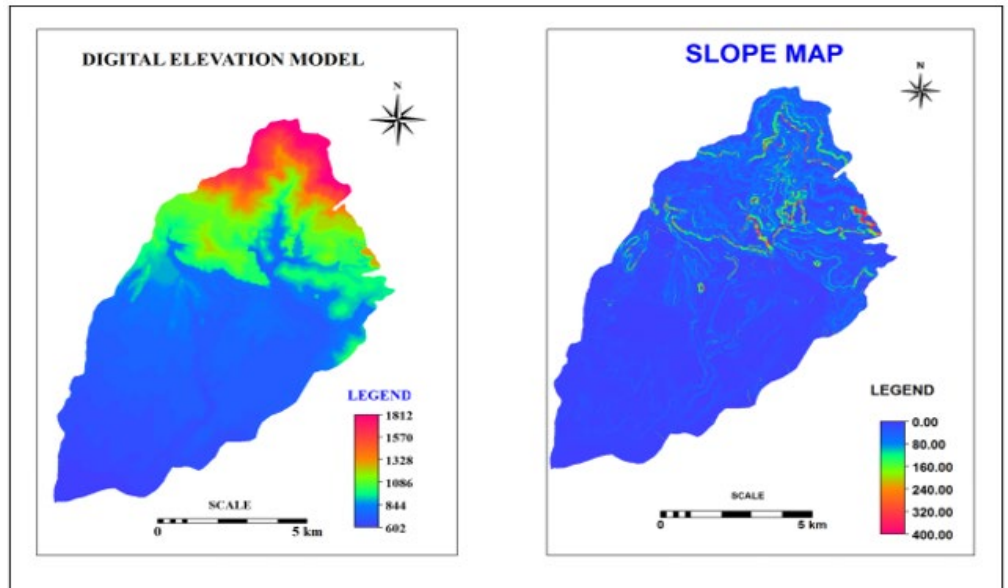 DIGITAL ELEVATION MODEL
N
LEGEND
1812
1570
1328
1086
844
602
SCALE
0 5 km
SLOPE MAP
N
LEGEND
0.00
80.00
160.00
240.00
320.00
400.00
SCALE
0 5 km